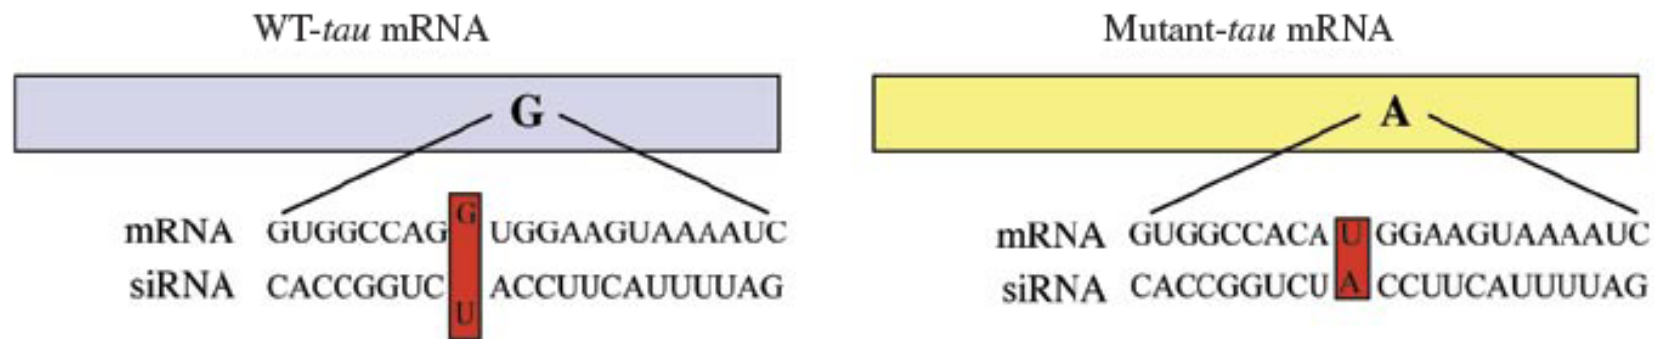 WT-tau mRNA
G
mRNA GUGGCCAG G UGGAAGUAAAAUC
siRNA CACCGGUC U ACCUUCAUUUUAG
Mutant-tau mRNA
A
mRNA GUGGCCACA U GGAAGUAAAAUC
siRNA CACCGGUCU A CCUUCAUUUUAG